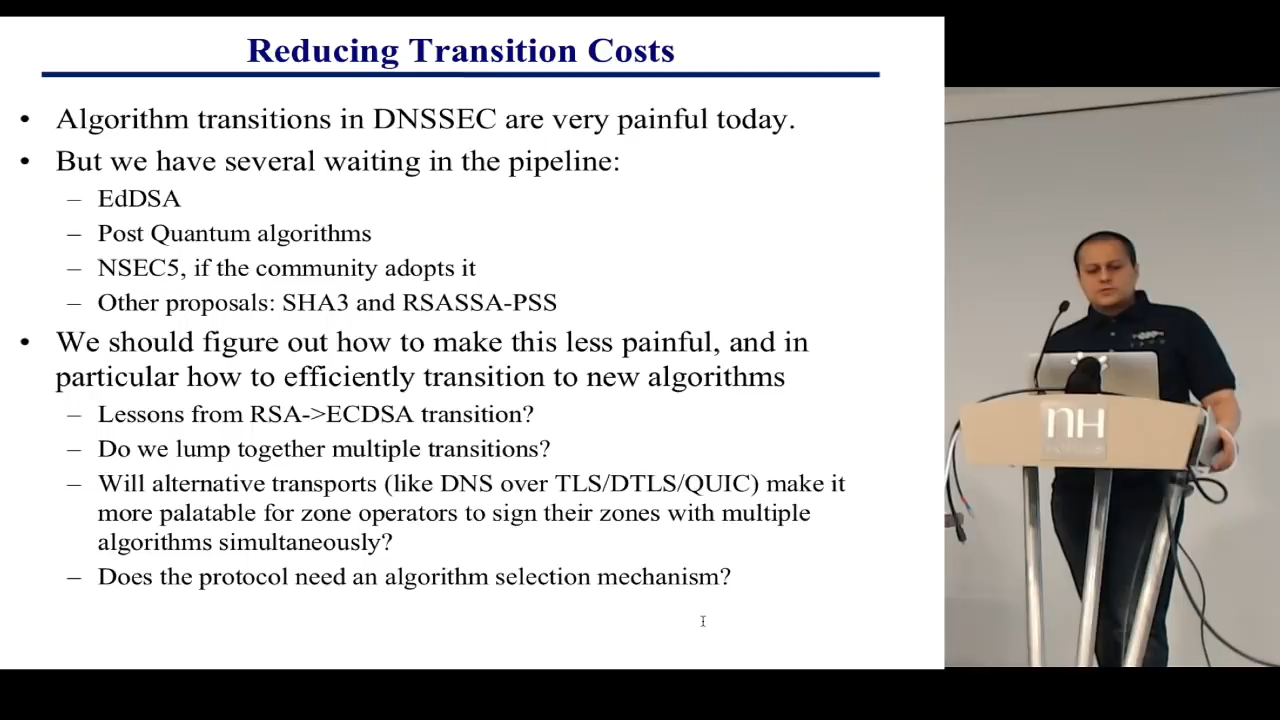 Reducing Transition Costs
• Algorithm transitions in DNSSEC are very painful today.
• But we have several waiting in the pipeline:
– EdDSA
– Post Quantum algorithms
– NSEC5, if the community adopts it
– Other proposals: SHA3 and RSASSA-PSS
• We should figure out how to make this less painful, and in
particular how to efficiently transition to new algorithms
– Lessons from RSA->ECDSA transition?
– Do we lump together multiple transitions?
– Will alternative transports (like DNS over TLS/DTLS/QUIC) make it
more palatable for zone operators to sign their zones with multiple
algorithms simultaneously?
– Does the protocol need an algorithm selection mechanism?
nH